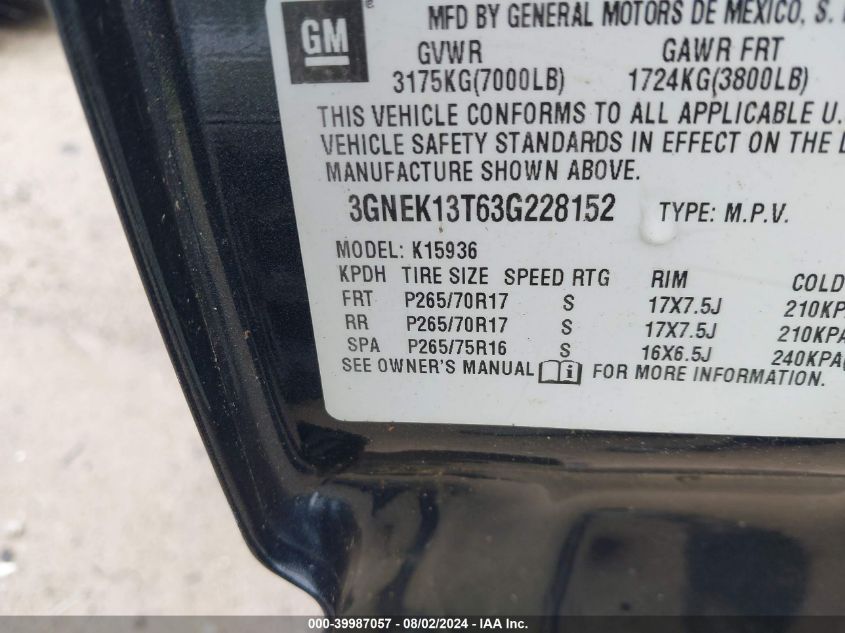 GM
MFD BY GENERAL MOTORS DE MEXICO, S.
GVWR GAWR FRT
3175KG(7000LB) 1724KG(3800LB)
THIS VEHICLE CONFORMS TO ALL APPLICABLE U.
VEHICLE SAFETY STANDARDS IN EFFECT ON THE
MANUFACTURE SHOWN ABOVE.
3GNEK13T63G228152 TYPE: M.P.V.
MODEL: K15936
KPDH TIRE SIZE SPEED RTG RIM COLD
FRT P265/70R17 S 17X7.5J 210KP
RR P265/70R17 S 17X7.5J 210KPA
SPA P265/75R16 S 16X6.5J 240KPA(
SEE OWNER'S MANUAL i FOR MORE INFORMATION.
000-39987057 - 08/02/2024 - IAA Inc.